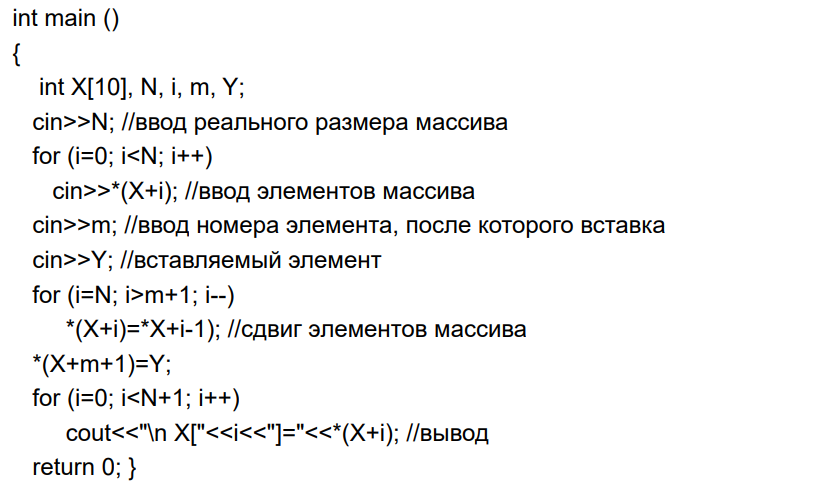 int main ()
{
int X[10], N, i, m, Y;
cin>>N; //ввод реального размера массива
for (i=0; i<N; i++)
cin>>*(X+i); //ввод элементов массива
cin>>m; //ввод номера элемента, после которого вставка
cin>>Y; //вставляемый элемент
for (i=N; i>m+1; i--)
*(X+i)=*X+i-1); //сдвиг элементов массива
*(X+m+1)=Y;
for (i=0; i<N+1; i++)
cout<<"\n X["<<i<<"]="<<*(X+i); //вывод
return 0; }